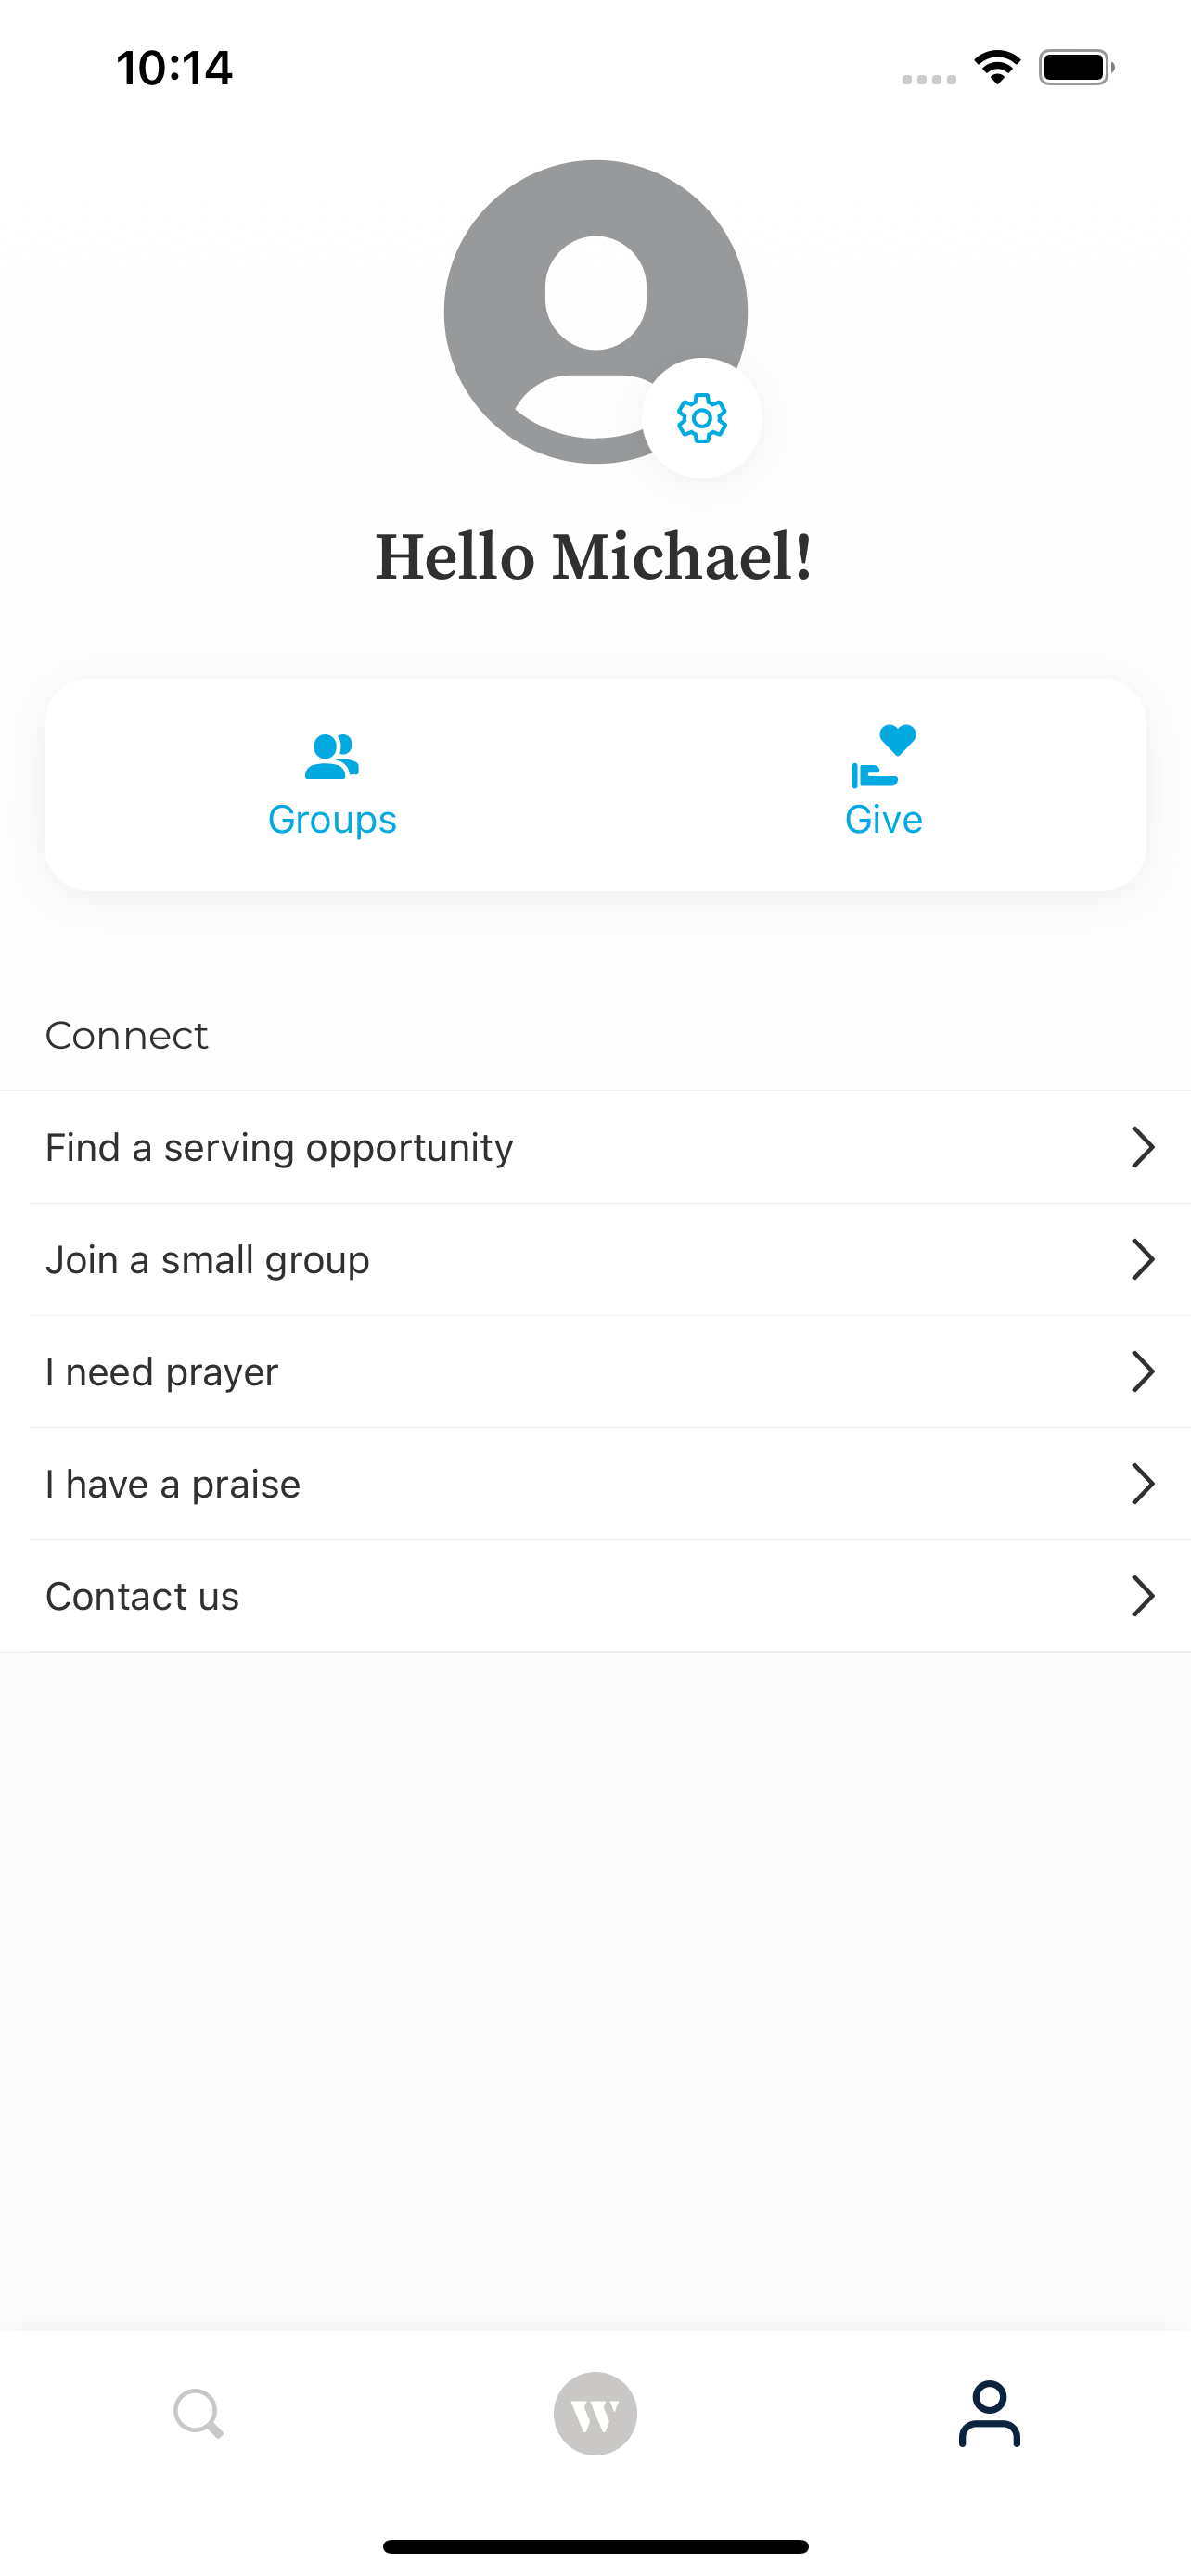 10:14
Hello Michael!
Groups
Give
Connect
Find a serving opportunity
Join a small group
I need prayer
I have a praise
Contact us
W